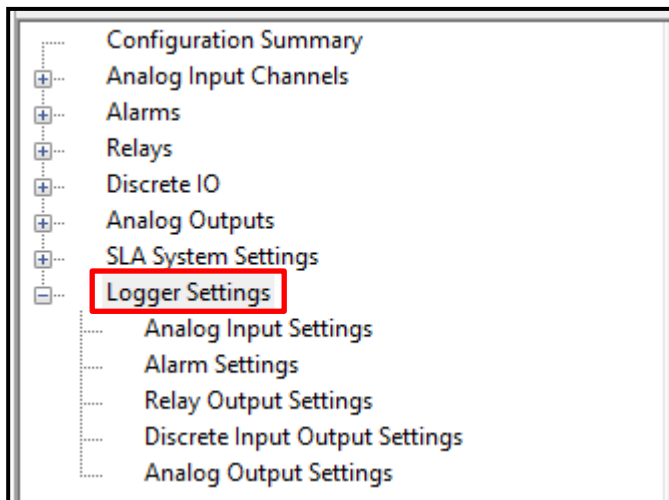 Configuration Summary
Analog Input Channels
Alarms
Relays
Discrete IO
Analog Outputs
SLA System Settings
Logger Settings
Analog Input Settings
Alarm Settings
Relay Output Settings
Discrete Input Output Settings
Analog Output Settings